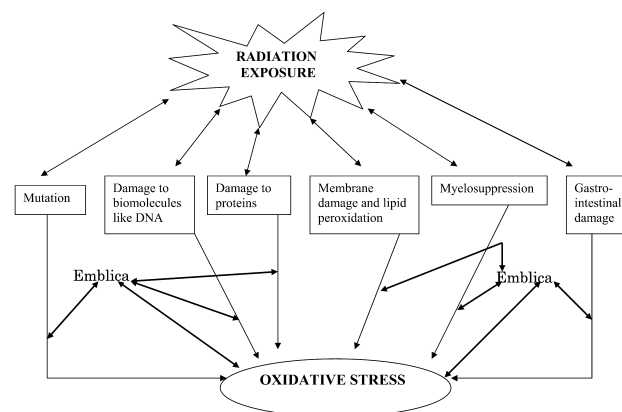 RADIATION
EXPOSURE
Mutation
Damage to
biomolecules
like DNA
Damage to
proteins
Membrane
damage and lipid
peroxidation
Myelosuppression
Gastro-
intestinal
damage
Emblica
Emblica
OXIDATIVE STRESS